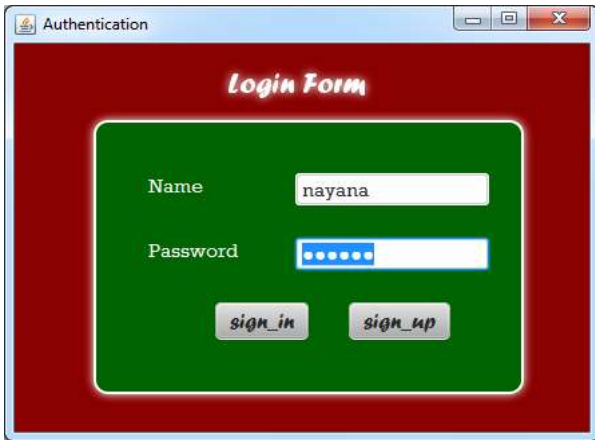 Authentication
Login Form
Name nayana
Password ●●●●●●
sign_in sign_up